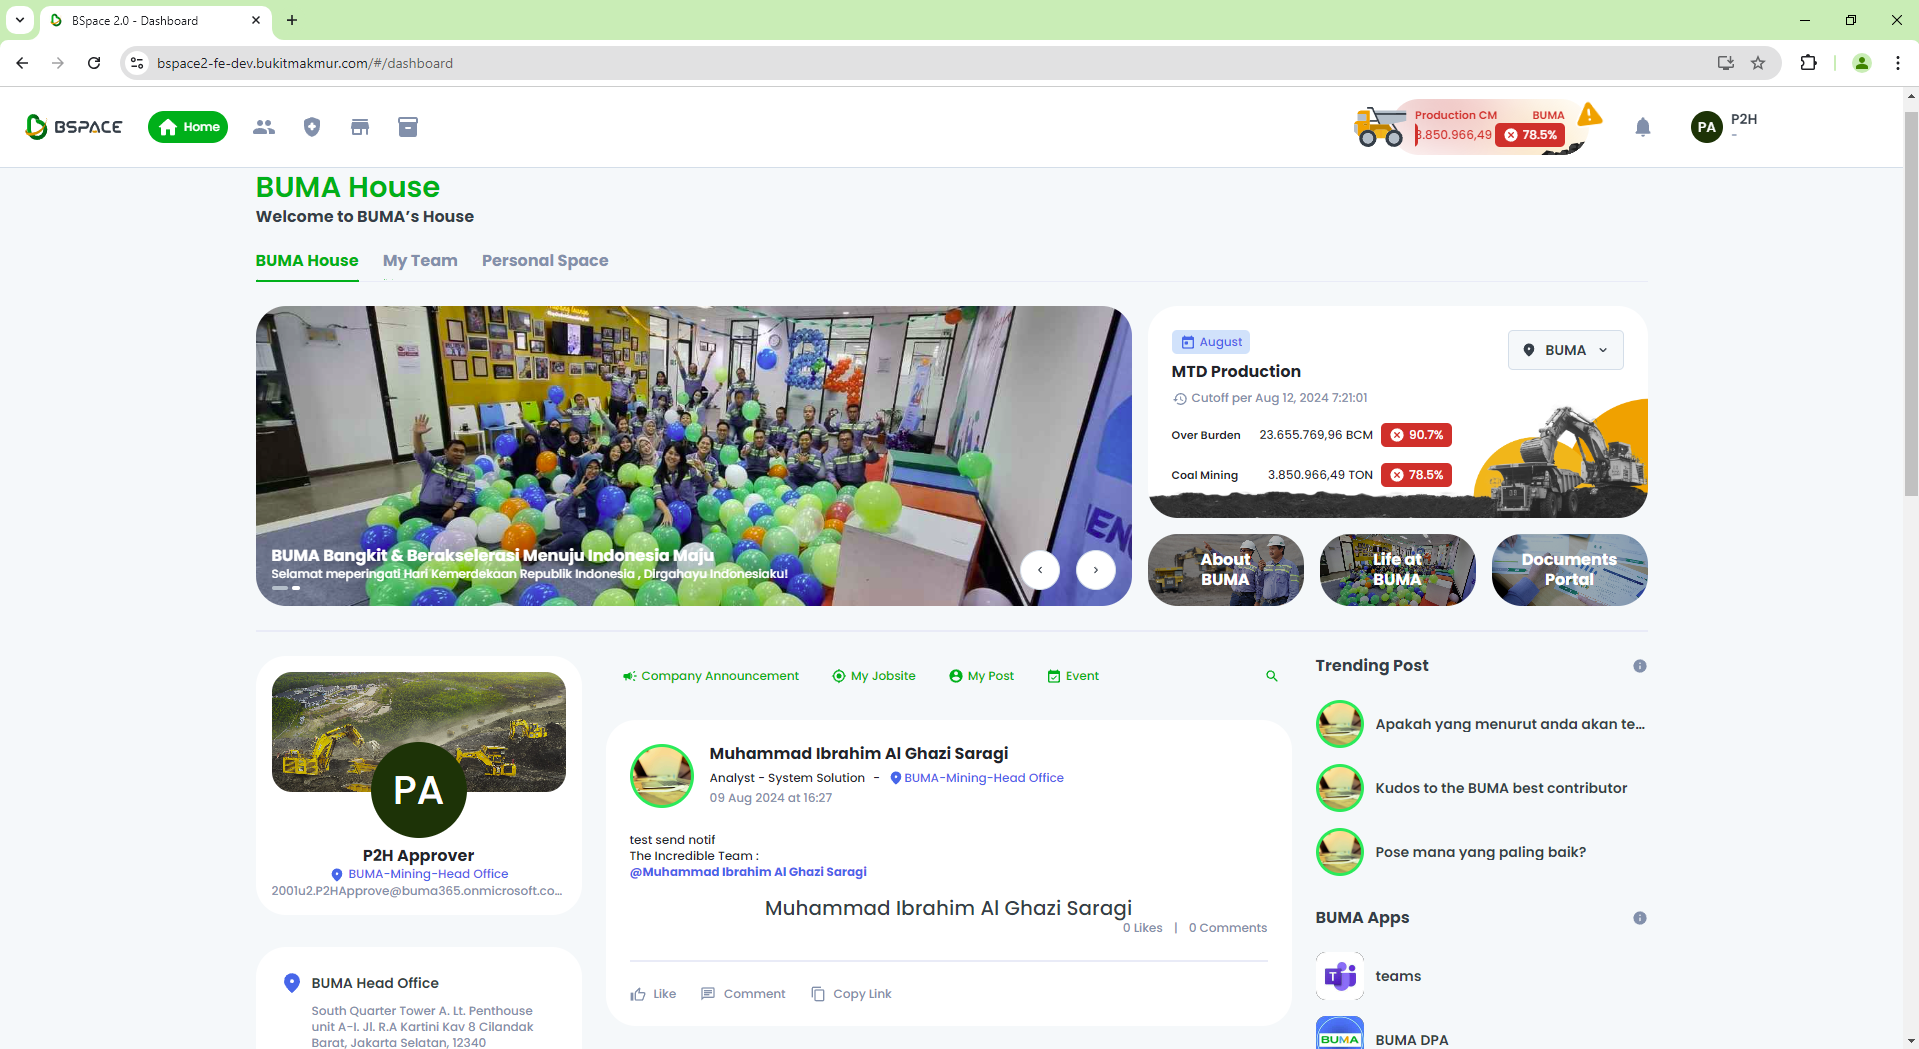 BSpace 2.0 - Dashboard
bspace2-fe-dev.bukitmakmur.com/#/dashboard
BSPACE
Home
Production CM BUMA
3.850.966,49 78.5%
PA
P2H
-
BUMA House
Welcome to BUMA’s House
BUMA House
My Team
Personal Space
BUMA Bangkit & Berakselerasi Menuju Indonesia Maju
Selamat meperingati Hari Kemerdekaan Republik Indonesia , Dirgahayu Indonesiaku!
August
BUMA
MTD Production
Cutoff per Aug 12, 2024 7:21:01
Over Burden 23.655.769,96 BCM 90.7%
Coal Mining 3.850.966,49 TON 78.5%
About
BUMA
Life at
BUMA
Documents
Portal
PA
P2H Approver
BUMA-Mining-Head Office
2001u2.P2HApprove@buma365.onmicrosoft.co...
BUMA Head Office
South Quarter Tower A. Lt. Penthouse
unit A-I. Jl. R.A Kartini Kav 8 Cilandak
Barat, Jakarta Selatan, 12340
Company Announcement
My Jobsite
My Post
Event
Muhammad Ibrahim Al Ghazi Saragi
Analyst - System Solution - BUMA-Mining-Head Office
09 Aug 2024 at 16:27
test send notif
The Incredible Team :
@Muhammad Ibrahim Al Ghazi Saragi
Muhammad Ibrahim Al Ghazi Saragi
0 Likes | 0 Comments
Like
Comment
Copy Link
Trending Post
Apakah yang menurut anda akan te...
Kudos to the BUMA best contributor
Pose mana yang paling baik?
BUMA Apps
teams
BUMA
BUMA DPA